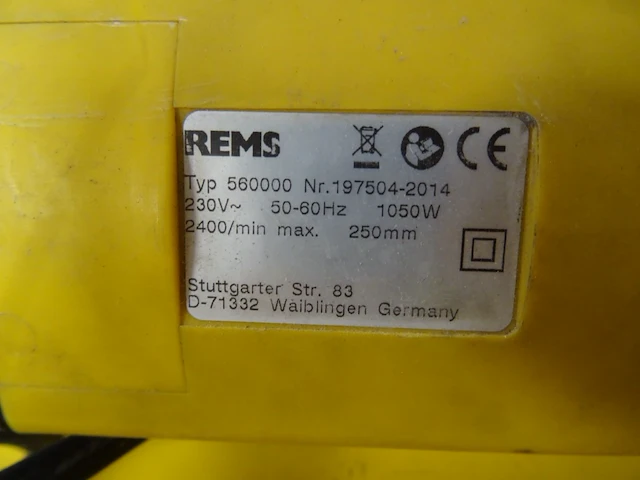 REMS
CE
Typ 560000 Nr.197504-2014
230V~ 50-60Hz 1050W
2400/min max. 250mm
Stuttgarter Str. 83
D-71332 Waiblingen Germany